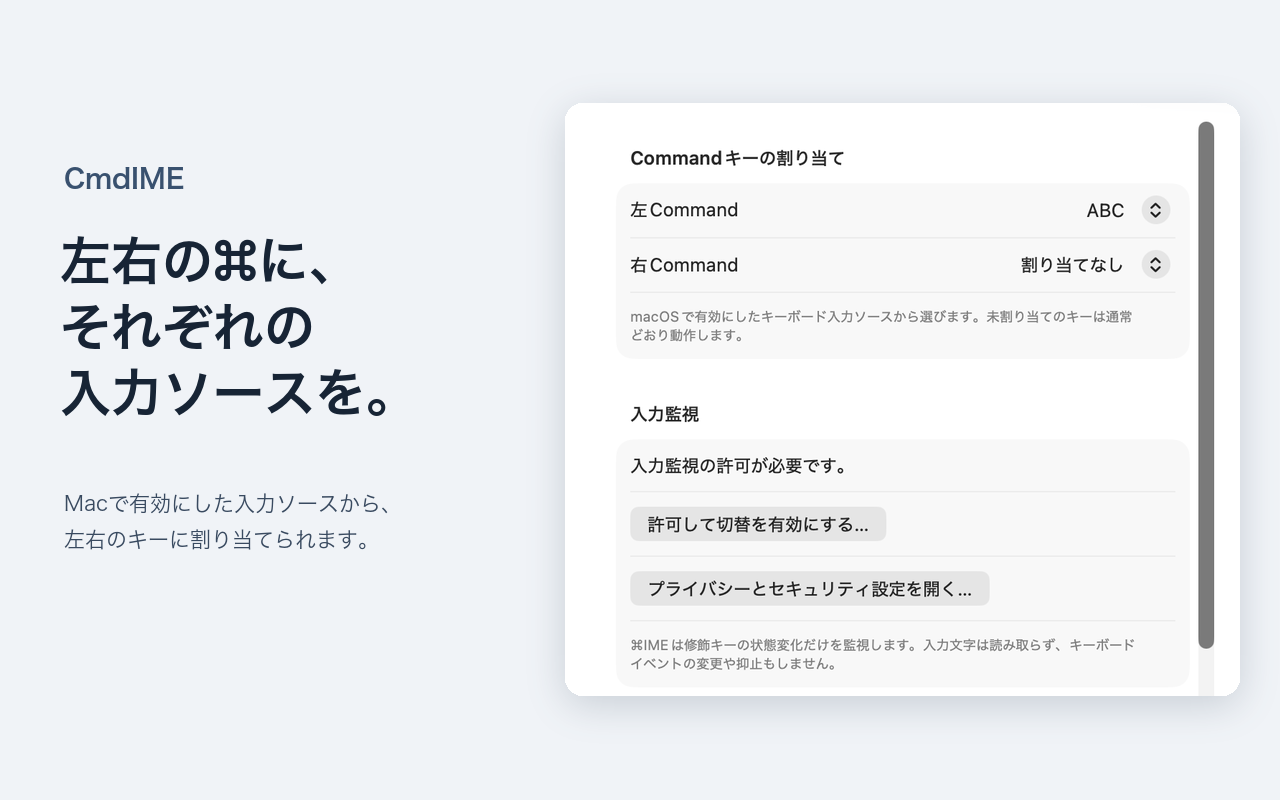 CmdIME
左右の⌘に、
それぞれの
入力ソースを。
Macで有効にした入力ソースから、
左右のキーに割り当てられます。
Commandキーの割り当て
左Command
ABC
右Command
割り当てなし
macOSで有効にしたキーボード入力ソースから選びます。未割り当てのキーは通常
どおり動作します。
入力監視
入力監視の許可が必要です。
許可して切替を有効にする...
プライバシーとセキュリティ設定を開く...
⌘IMEは修飾キーの状態変化だけを監視します。入力文字は読み取らず、キーボード
イベントの変更や抑止もしません。